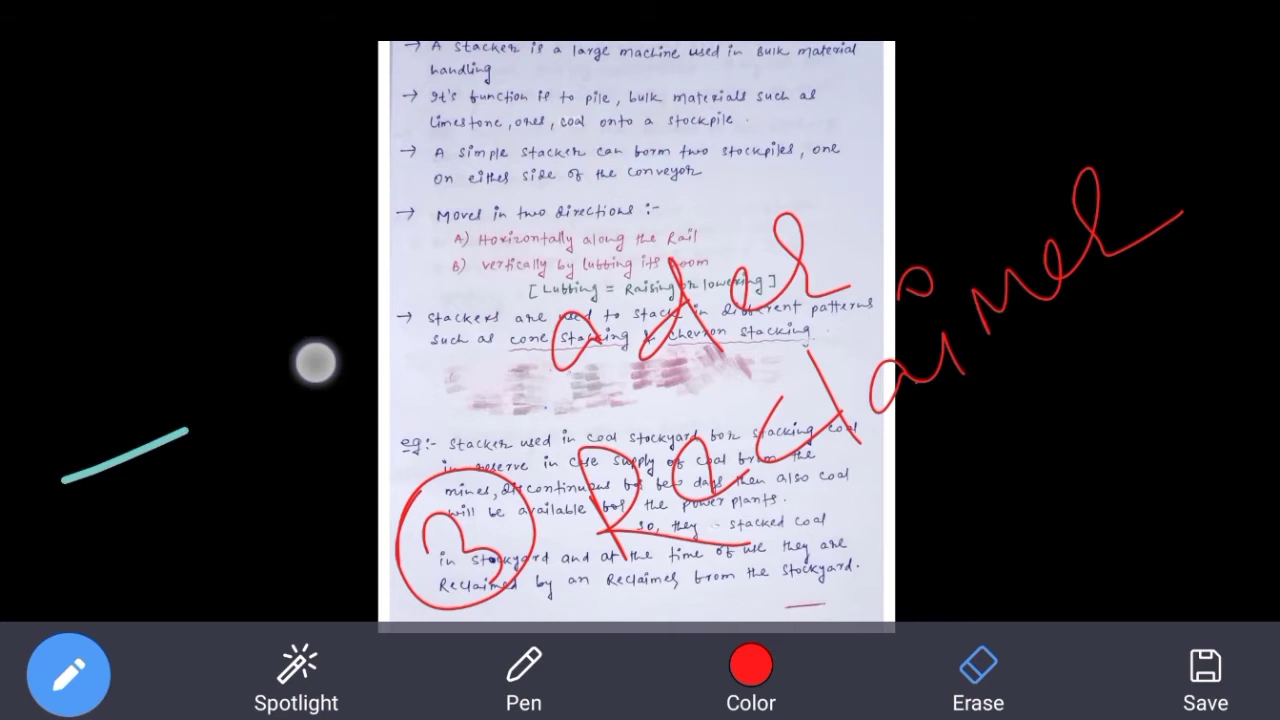 → A stacker is a large machine used in Bulk material
handling
→ It's function is to pile, bulk materials such as
limestone, ores, coal onto a stockpile.
→ A simple stacker can form two stockpiles, one
on either side of the conveyor
→ Moves in two directions :-
A) Horizontally along the Rail
B) vertically by lubbing its boom
[Lubbing = Raising or lowering]
→ stackers are used to stack in different patterns
such as cone stacking & chevron stacking.
eg:- Stacker used in coal stockyard for stacking coal
in reserve in case supply of coal from the
mines, discontinues for few days then also coal
will be available for the power plants.
so, they stacked coal
in stockyard and at the time of use they are
Reclaimed by an Reclaimer from the stockyard.
3
Spotlight
Pen
Color
Erase
Save